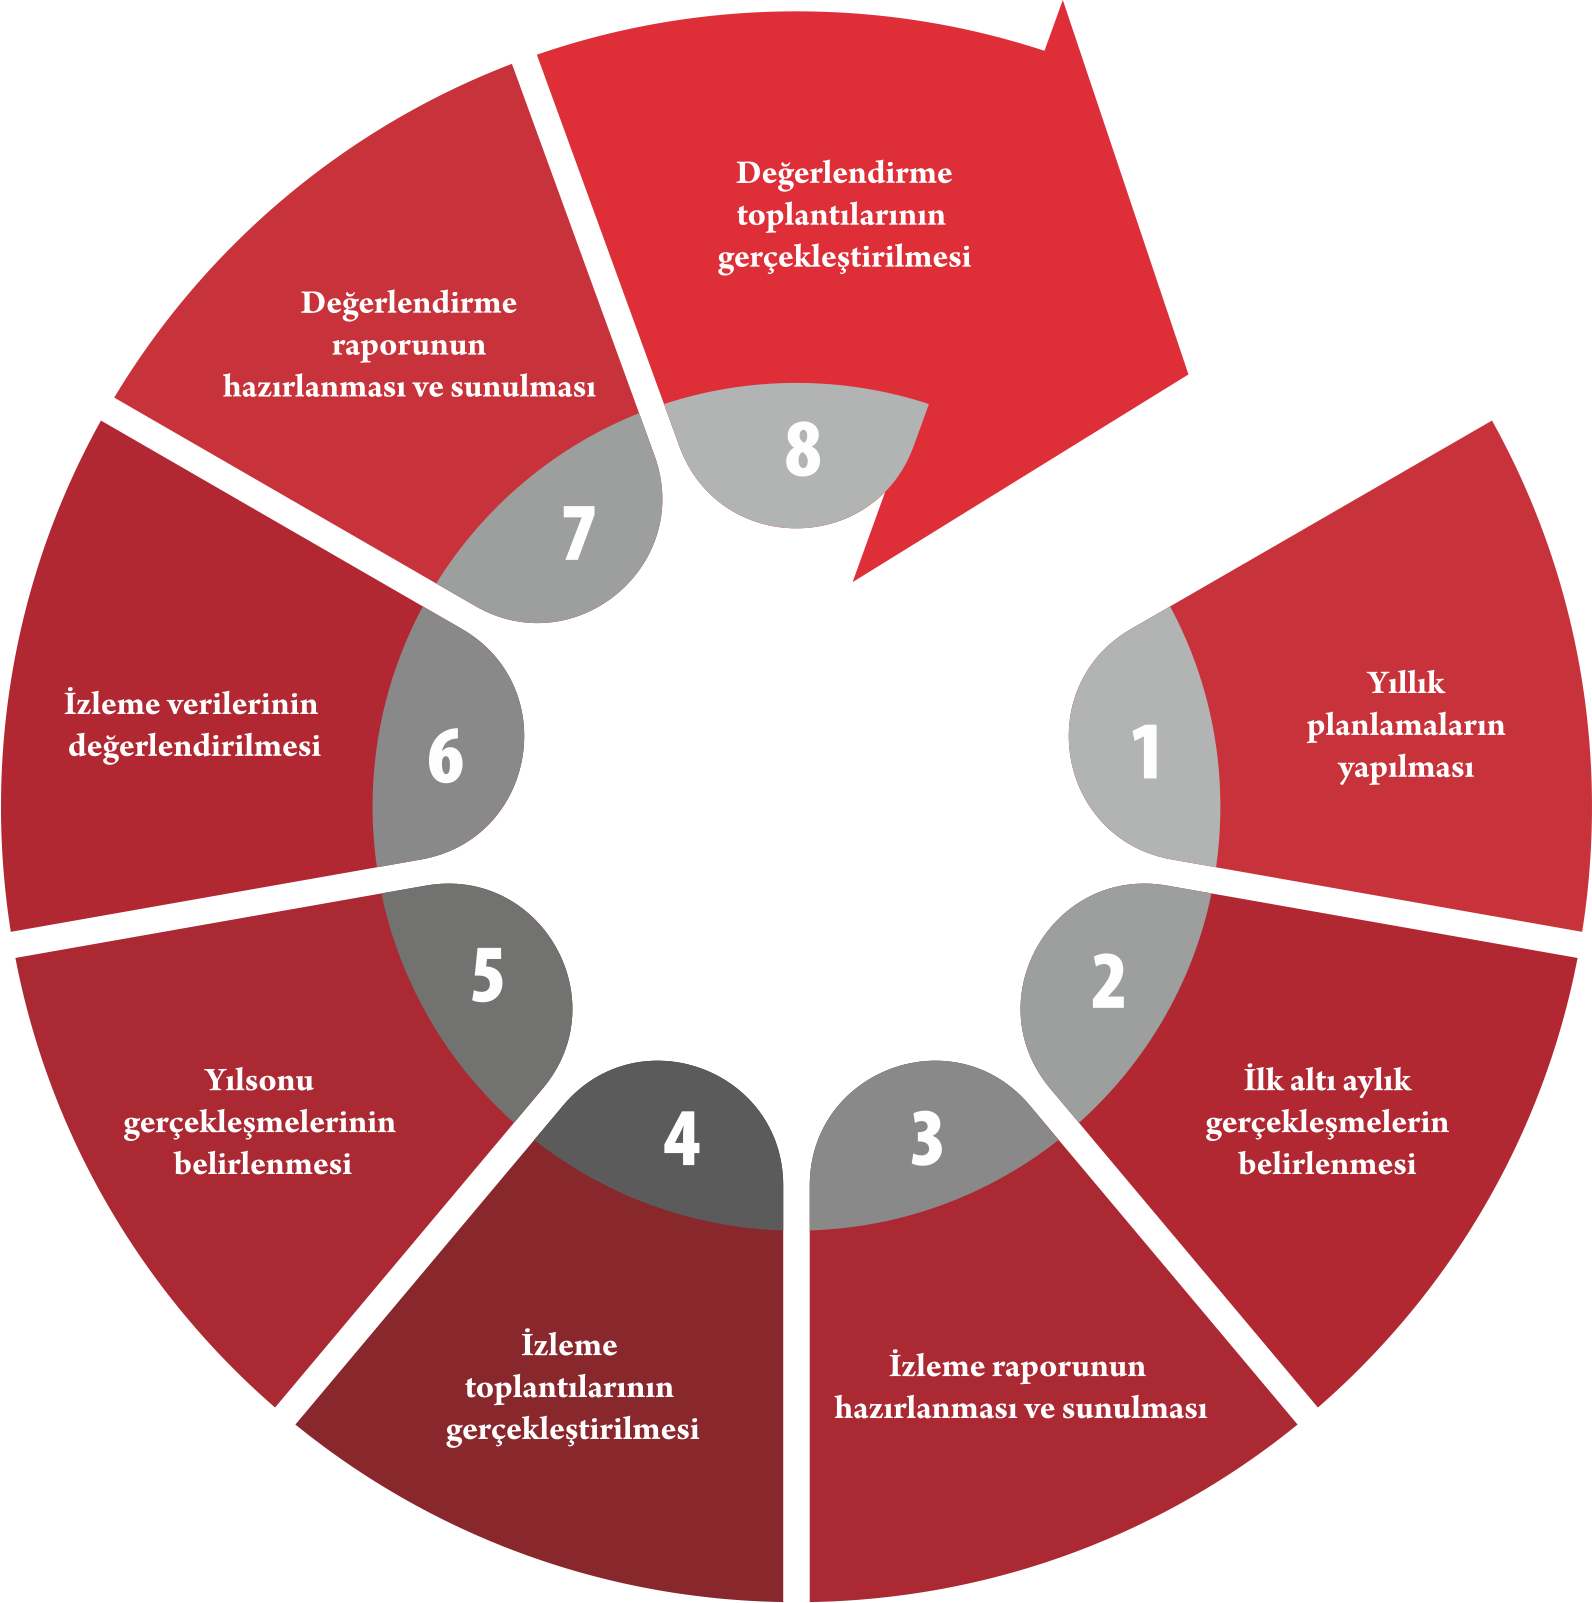 1
Yıllık
planlamaların
yapılması
2
İlk altı aylık
gerçekleşmelerin
belirlenmesi
3
İzleme raporunun
hazırlanması ve sunulması
4
İzleme
toplantılarının
gerçekleştirilmesi
5
Yılsonu
gerçekleşmelerinin
belirlenmesi
6
İzleme verilerinin
değerlendirilmesi
7
Değerlendirme
raporunun
hazırlanması ve sunulması
8
Değerlendirme
toplantılarının
gerçekleştirilmesi